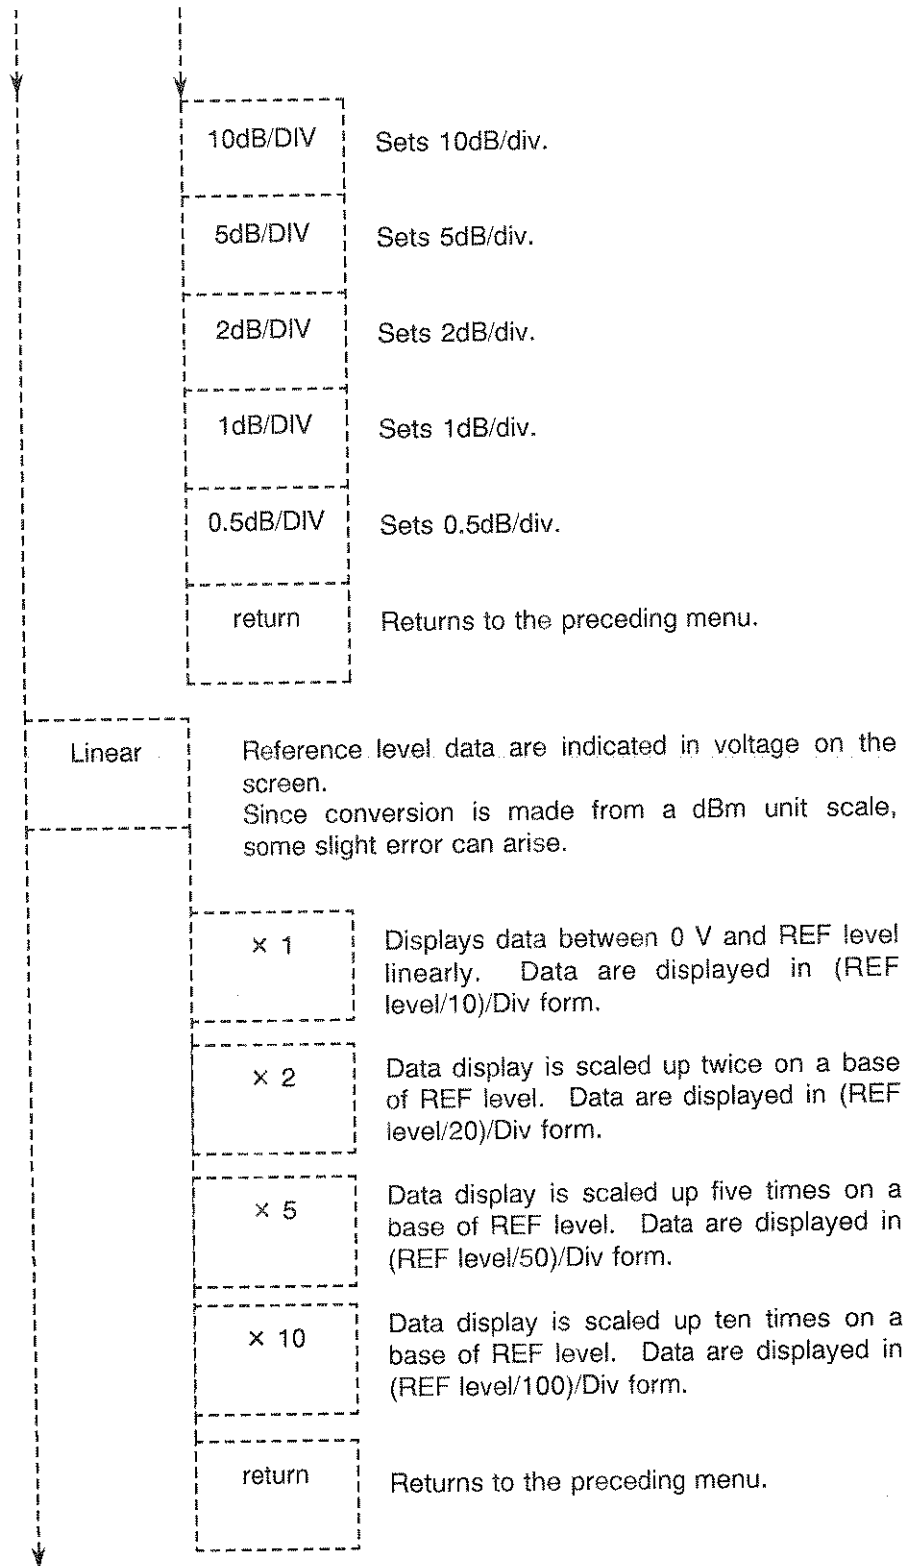 10dB/DIV Sets 10dB/div.
5dB/DIV Sets 5dB/div.
2dB/DIV Sets 2dB/div.
1dB/DIV Sets 1dB/div.
0.5dB/DIV Sets 0.5dB/div.
return Returns to the preceding menu.
Linear Reference level data are indicated in voltage on the
screen.
Since conversion is made from a dBm unit scale,
some slight error can arise.
× 1 Displays data between 0 V and REF level
linearly. Data are displayed in (REF
level/10)/Div form.
× 2 Data display is scaled up twice on a base
of REF level. Data are displayed in (REF
level/20)/Div form.
× 5 Data display is scaled up five times on a
base of REF level. Data are displayed in
(REF level/50)/Div form.
× 10 Data display is scaled up ten times on a
base of REF level. Data are displayed in
(REF level/100)/Div form.
return Returns to the preceding menu.